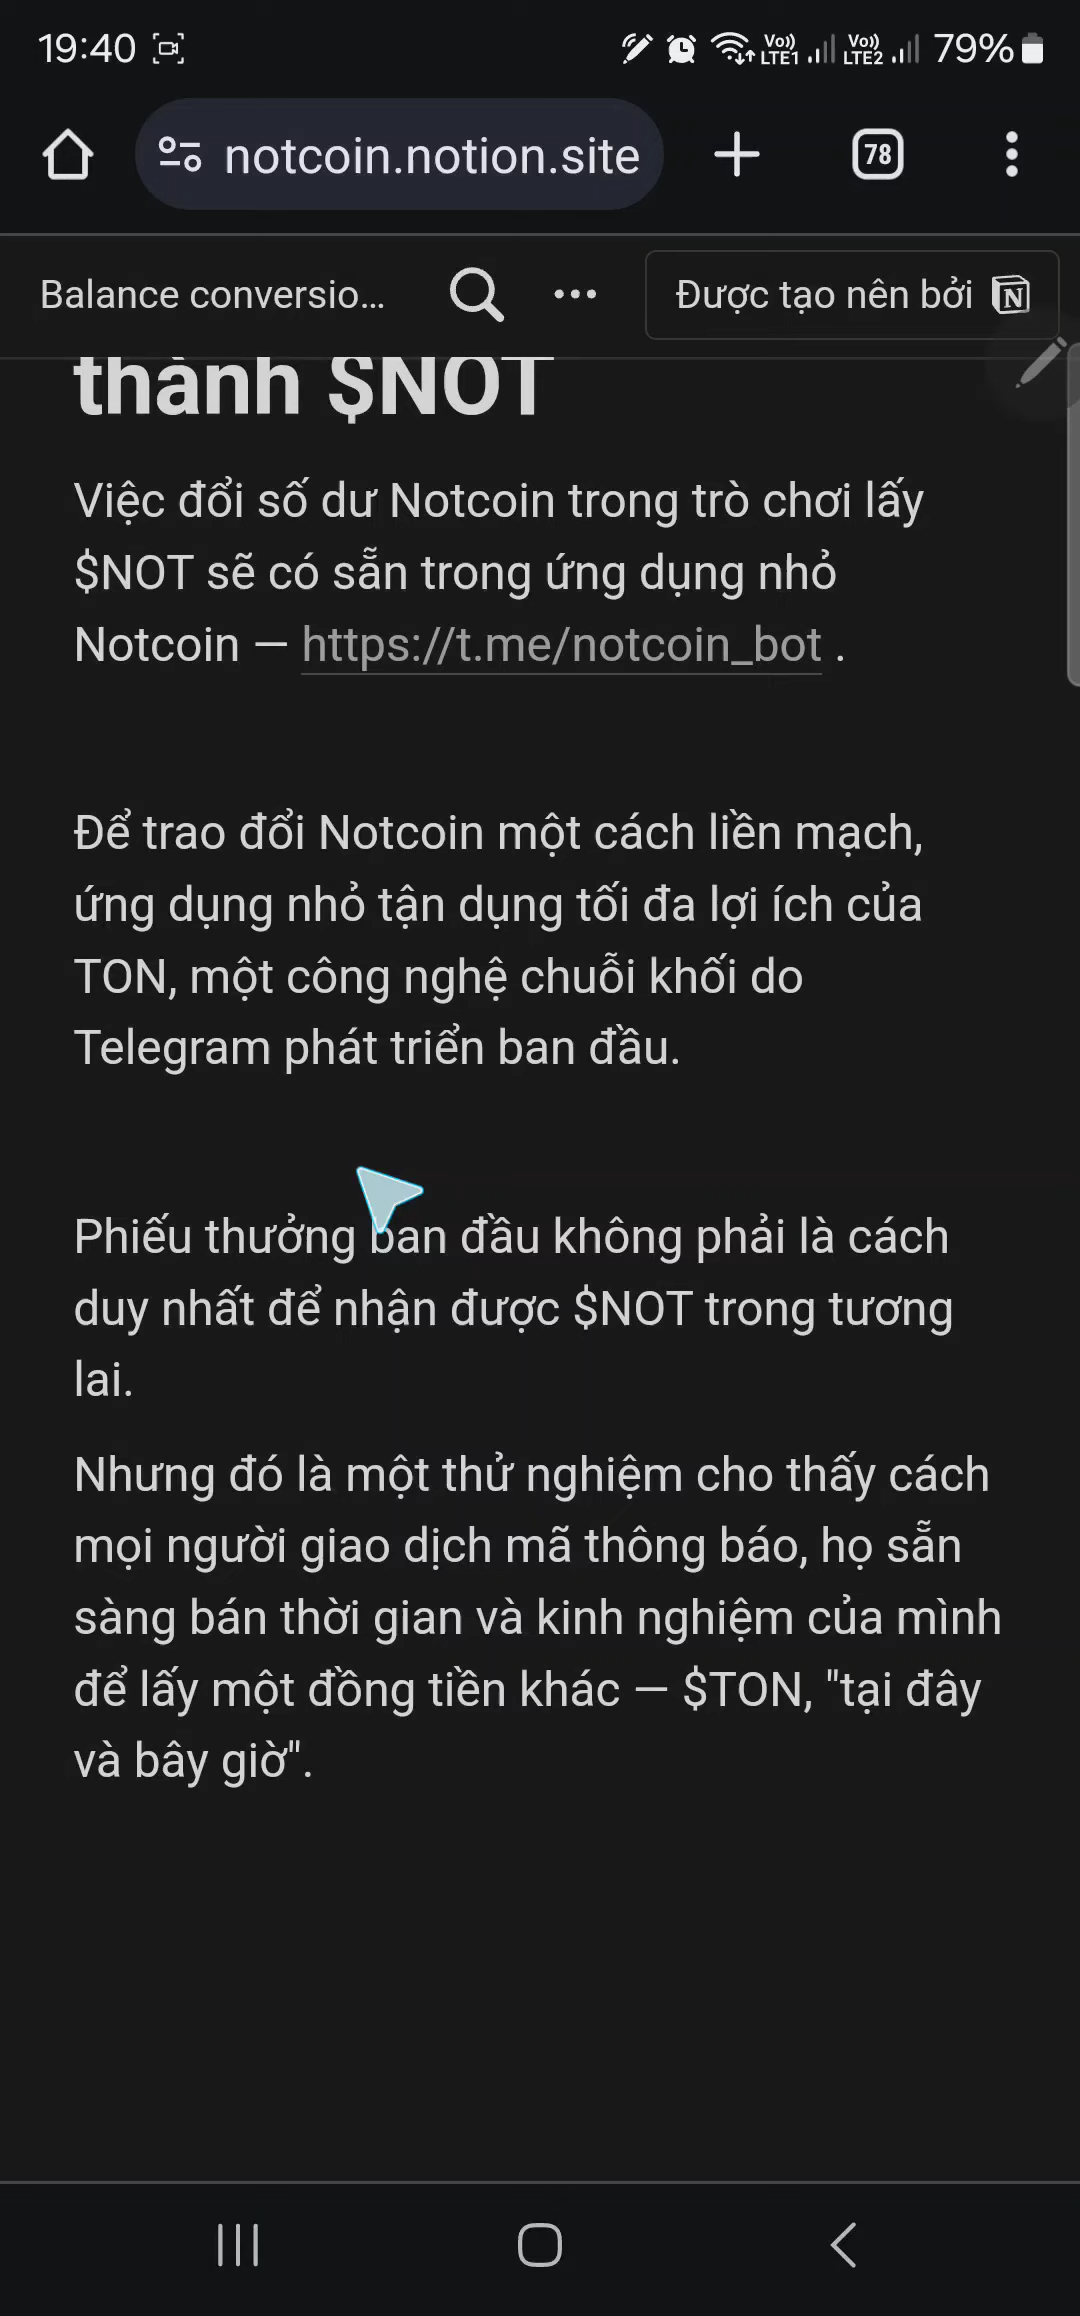 19:40
Vo)) LTE1 Vo)) LTE2 79%
notcoin.notion.site
78
Balance conversio...
Được tạo nên bởi N
thành $NOT
Việc đổi số dư Notcoin trong trò chơi lấy
$NOT sẽ có sẵn trong ứng dụng nhỏ
Notcoin — https://t.me/notcoin_bot .
Để trao đổi Notcoin một cách liền mạch,
ứng dụng nhỏ tận dụng tối đa lợi ích của
TON, một công nghệ chuỗi khối do
Telegram phát triển ban đầu.
Phiếu thưởng ban đầu không phải là cách
duy nhất để nhận được $NOT trong tương
lai.
Nhưng đó là một thử nghiệm cho thấy cách
mọi người giao dịch mã thông báo, họ sẵn
sàng bán thời gian và kinh nghiệm của mình
để lấy một đồng tiền khác — $TON, "tại đây
và bây giờ".